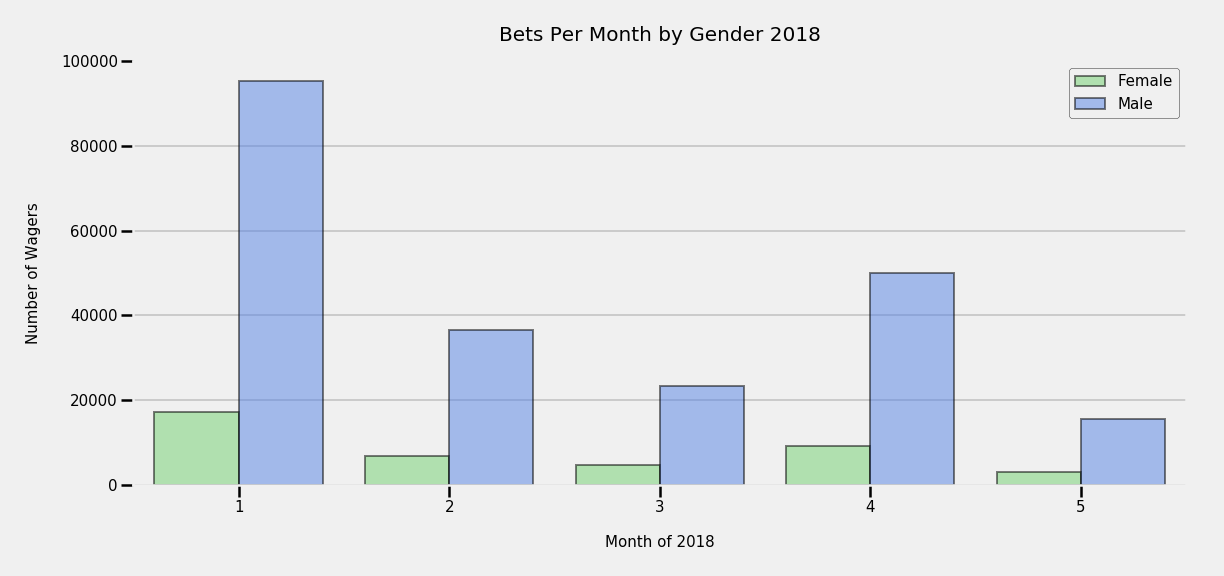 Bets Per Month by Gender 2018
100000
80000
60000
40000
20000
0
Number of Wagers
Female
Male
1 2 3 4 5
Month of 2018